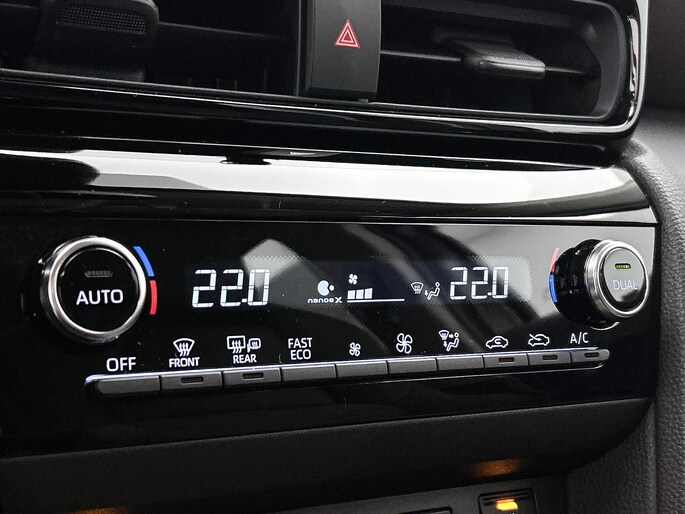 AUTO
22.0
nanoe X
22.0
DUAL
OFF
FRONT
REAR
FAST
ECO
A/C